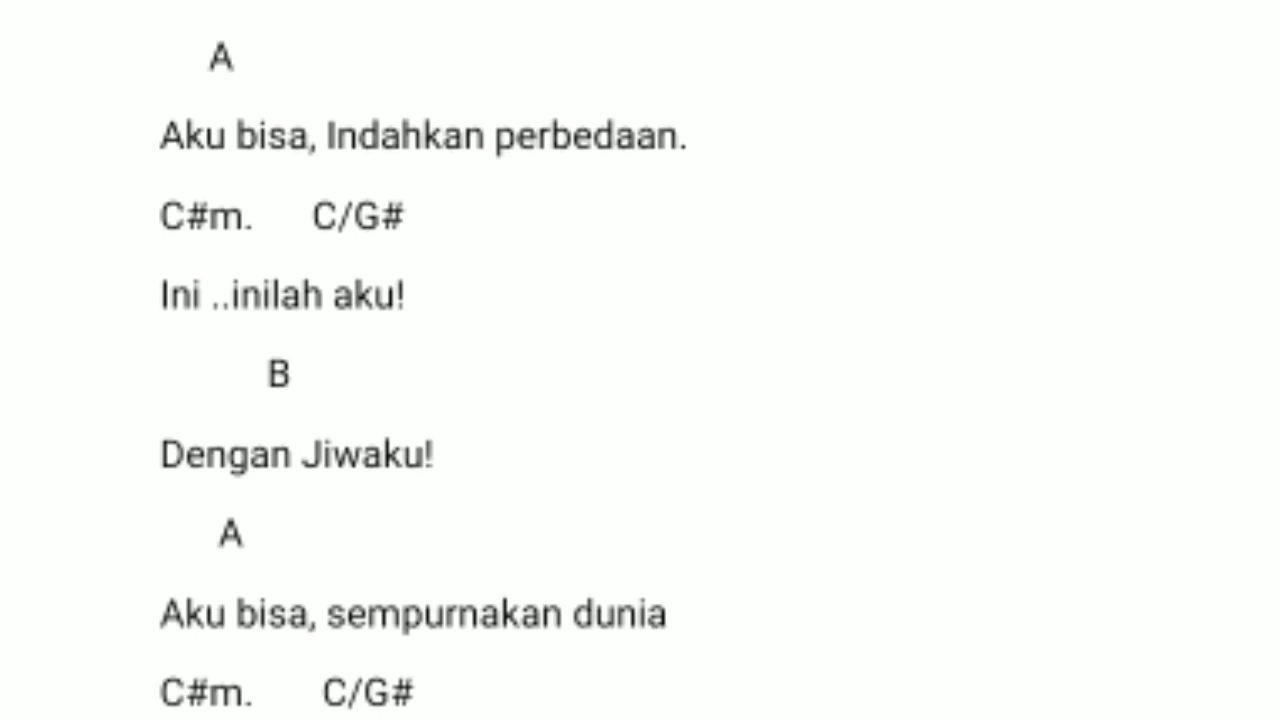 A
Aku bisa, Indahkan perbedaan.
C#m. C/G#
Ini ..inilah aku!
B
Dengan Jiwaku!
A
Aku bisa, sempurnakan dunia
C#m. C/G#